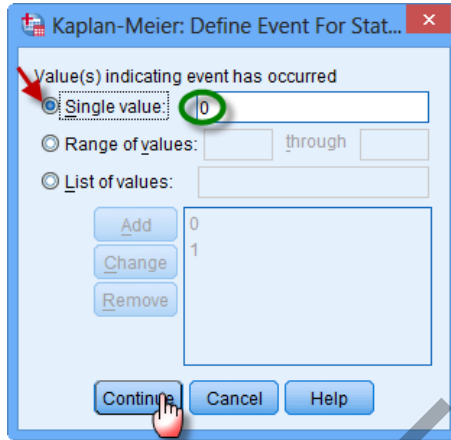 Kaplan-Meier: Define Event For Stat...
Value(s) indicating event has occurred
Single value: 0
Range of values: through
List of values:
Add
0
Change
1
Remove
Continue Cancel Help